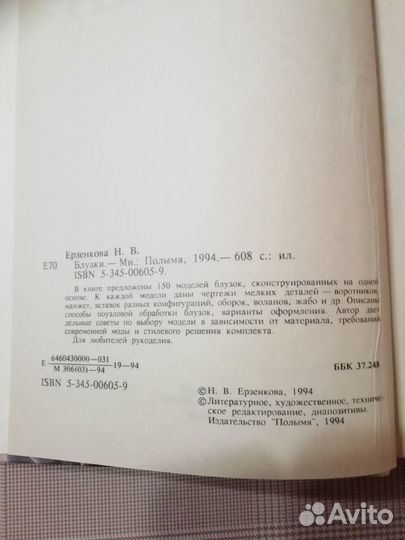 Ерзенкова Н. В.
Е70 Блузки.— Мн.: Полымя, 1994.— 608 с.: ил.
ISBN 5-345-00605-9.
В книге предложены 150 моделей блузок, сконструированных на одной
основе. К каждой модели даны чертежи мелких деталей — воротников,
манжет, вставок разных конфигураций, оборок, воланов, жабо и др. Описаны
способы поузловой обработки блузок, варианты оформления. Автор дает
дельные советы по выбору модели в зависимости от материала, требований
современной моды и стилевого решения комплекта.
Для любителей рукоделия.
Е 6460430000—031
М 306(03)—94 19—94
ББК 37.248
ISBN 5-345-00605-9
© Н. В. Ерзенкова, 1994
© Литературное, художественное, техниче-
ское редактирование, диапозитивы.
Издательство "Полымя", 1994
Avito